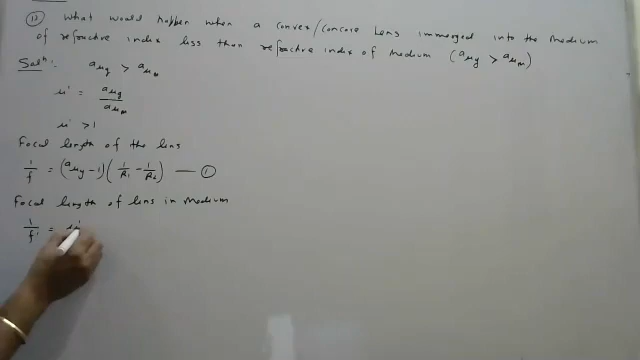 (12) What would happen when a convex/concave lens immerged into the medium
of refractive index less than refractive index of medium (ᵃμg > ᵃμm)
Solⁿ: ᵃμg > ᵃμm
μ' = ᵃμg / ᵃμm
μ' > 1
Focal length of the lens
1/f = (ᵃμg - 1)(1/R₁ - 1/R₂) — ①
Focal length of lens in medium
1/f' = μ'